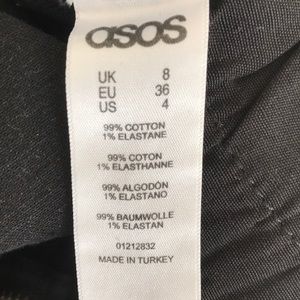 asos
UK 8
EU 36
US 4
99% COTTON
1% ELASTANE
99% COTON
1% ELASTHANNE
99% ALGODÓN
1% ELASTANO
99% BAUMWOLLE
1% ELASTAN
01212832
MADE IN TURKEY